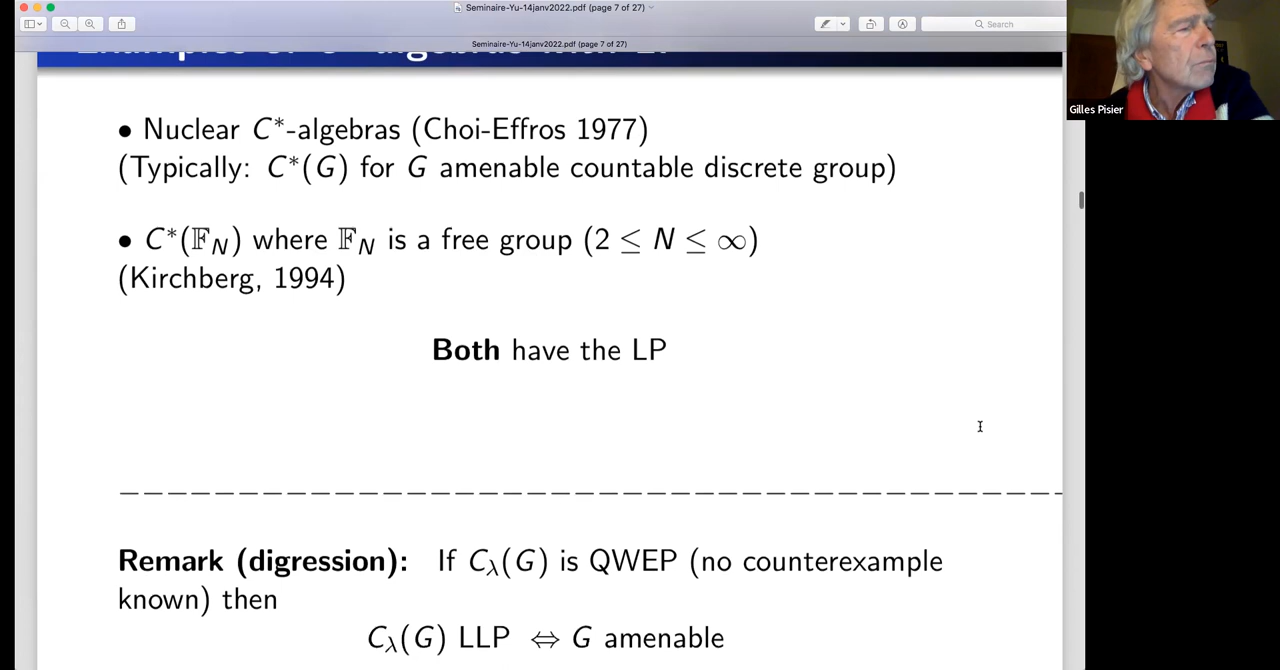 Seminaire-Yu-14janv2022.pdf (page 7 of 27)
Search
Seminaire-Yu-14janv2022.pdf (page 7 of 27)
Gilles Pisier
• Nuclear C*-algebras (Choi-Effros 1977)
(Typically: C*(G) for G amenable countable discrete group)
• C*(𝔽_N) where 𝔽_N is a free group (2 ≤ N ≤ ∞)
(Kirchberg, 1994)
Both have the LP
Remark (digression): If C_λ(G) is QWEP (no counterexample
known) then
C_λ(G) LLP ⇔ G amenable